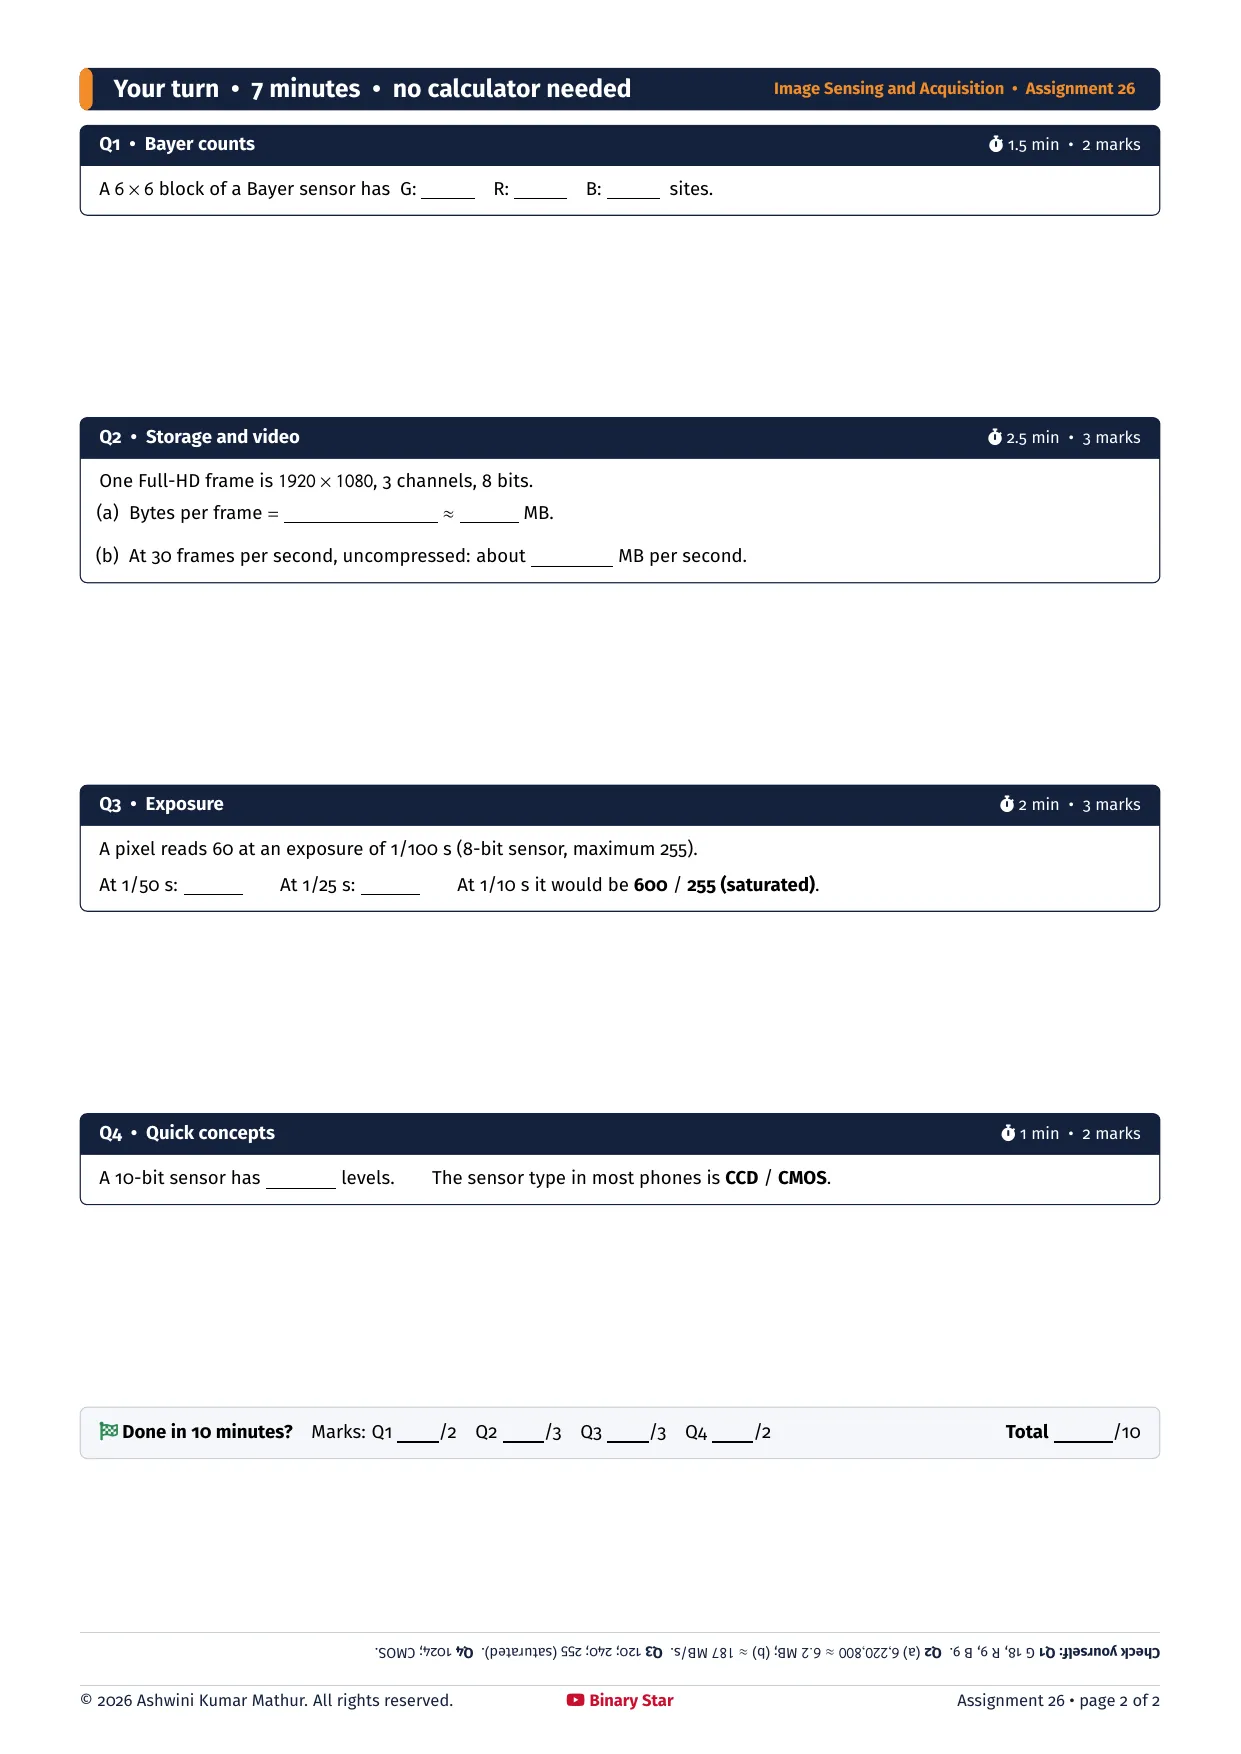 Your turn • 7 minutes • no calculator needed
Image Sensing and Acquisition • Assignment 26
Q1 • Bayer counts
1.5 min • 2 marks
A 6 × 6 block of a Bayer sensor has G: _____ R: _____ B: _____ sites.
Q2 • Storage and video
2.5 min • 3 marks
One Full-HD frame is 1920 × 1080, 3 channels, 8 bits.
(a) Bytes per frame = _______________ ≈ ______ MB.
(b) At 30 frames per second, uncompressed: about ________ MB per second.
Q3 • Exposure
2 min • 3 marks
A pixel reads 60 at an exposure of 1/100 s (8-bit sensor, maximum 255).
At 1/50 s: ______ At 1/25 s: ______ At 1/10 s it would be 600 / 255 (saturated).
Q4 • Quick concepts
1 min • 2 marks
A 10-bit sensor has _______ levels. The sensor type in most phones is CCD / CMOS.
Done in 10 minutes? Marks: Q1 ____/2 Q2 ____/3 Q3 ____/3 Q4 ____/2
Total ______/10
Check yourself: Q1 G 18, R 9, B 9. Q2 (a) 6,220,800 ≈ 6.2 MB; (b) ≈ 187 MB/s. Q3 120; 240; 255 (saturated). Q4 1024; CMOS.
© 2026 Ashwini Kumar Mathur. All rights reserved.
Binary Star
Assignment 26 • page 2 of 2